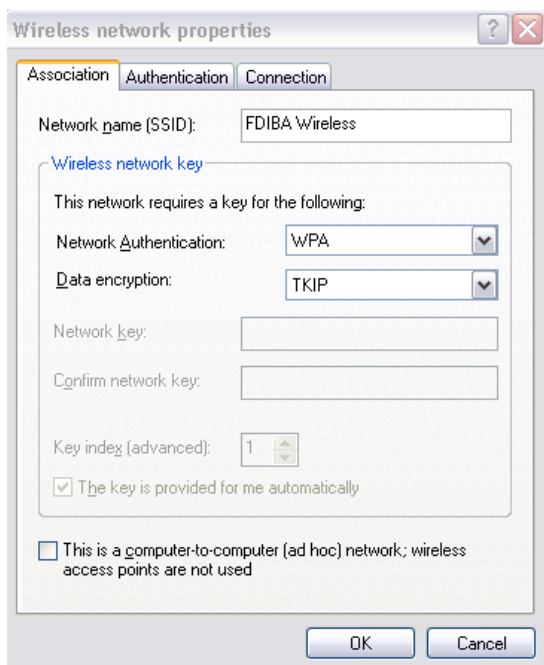 Wireless network properties
Association Authentication Connection
Network name (SSID): FDIBA Wireless
Wireless network key
This network requires a key for the following:
Network Authentication: WPA
Data encryption: TKIP
Network key:
Confirm network key:
Key index (advanced): 1
The key is provided for me automatically
This is a computer-to-computer (ad hoc) network; wireless
access points are not used
OK Cancel